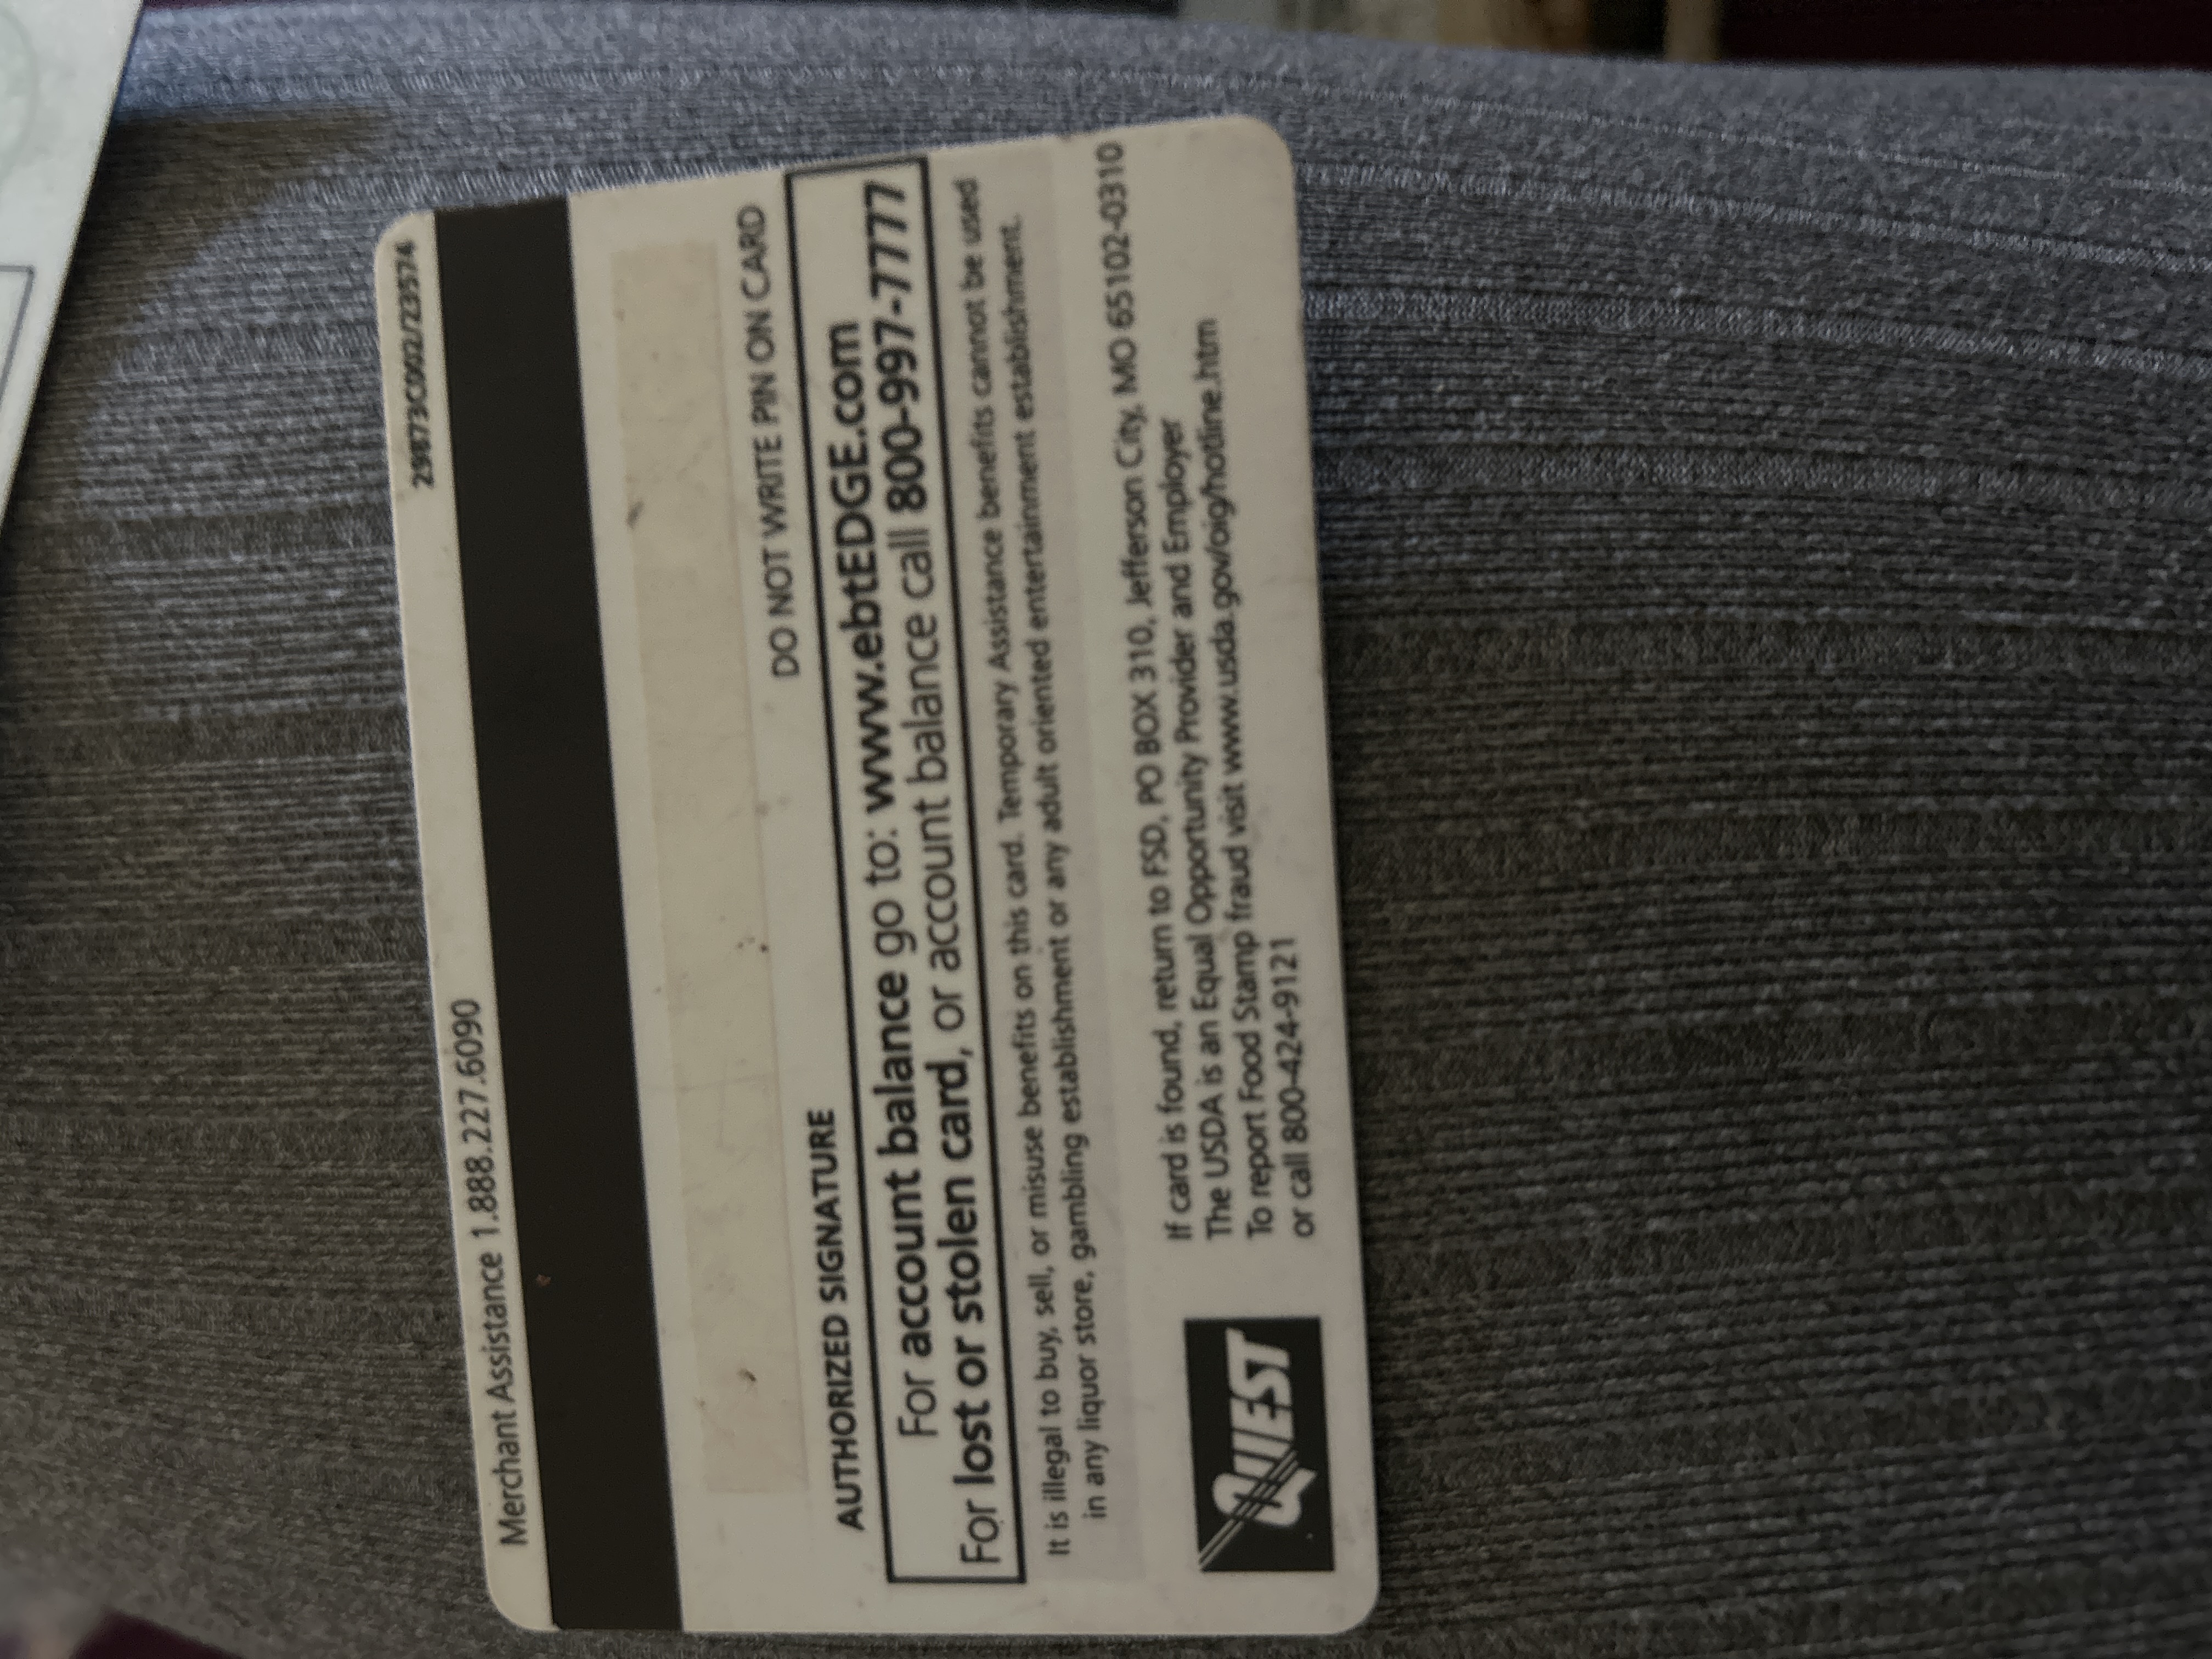 Merchant Assistance 1.888.227.6090
29873C002/23574
AUTHORIZED SIGNATURE
DO NOT WRITE PIN ON CARD
For account balance go to: www.ebtEDGE.com
For lost or stolen card, or account balance call 800-997-7777
It is illegal to buy, sell, or misuse benefits on this card. Temporary Assistance benefits cannot be used
in any liquor store, gambling establishment or any adult oriented entertainment establishment.
If card is found, return to FSD, PO BOX 310, Jefferson City, MO 65102-0310
The USDA is an Equal Opportunity Provider and Employer
To report Food Stamp fraud visit www.usda.gov/oig/hotline.htm
or call 800-424-9121
QUEST